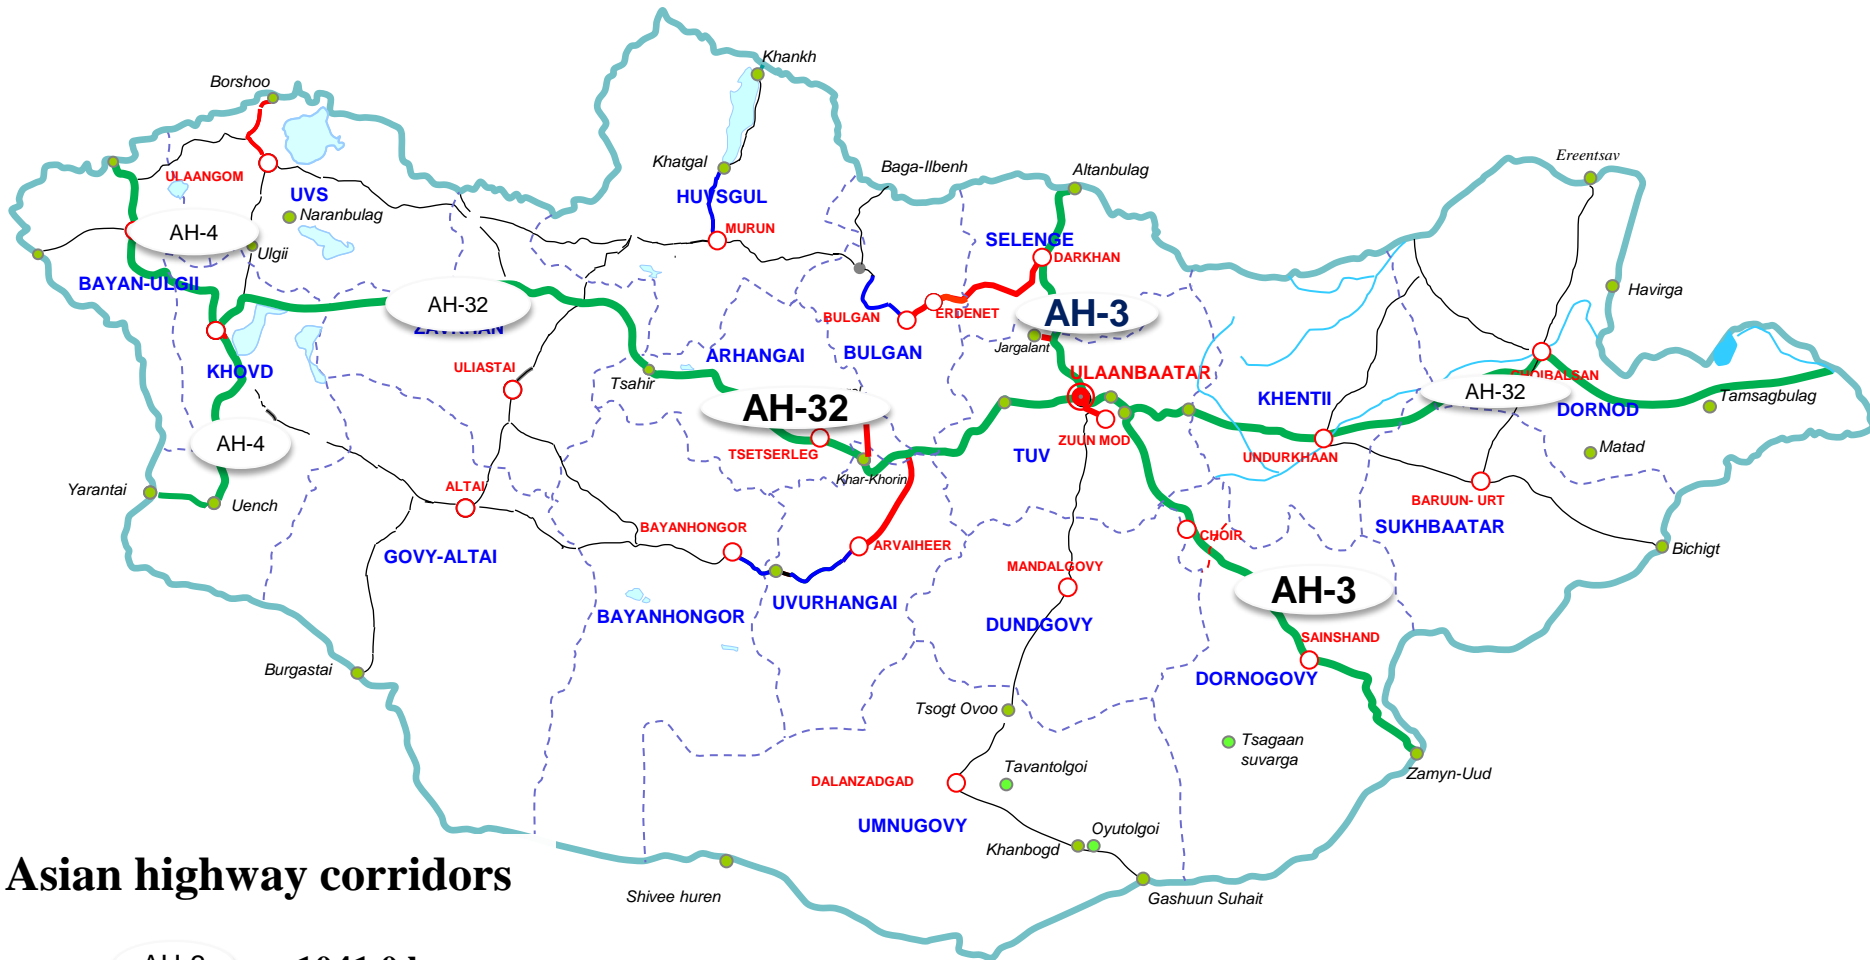 Khankh
Borshoo
Khatgal
Baga-Ilbenh
Altanbulag
Ereentsav
ULAANGOM
UVS
HUVSGUL
Naranbulag
AH-4
MURUN
SELENGE
Ulgii
DARKHAN
BAYAN-ULGII
Havirga
AH-32
ZAVKHAN
BULGAN
ERDENET
AH-3
Jargalant
ARHANGAI
BULGAN
ULIASTAI
KHOVD
Tsahir
ULAANBAATAR
CHOIBALSAN
AH-32
AH-32
KHENTII
DORNOD
Tamsagbulag
AH-4
TSETSERLEG
ZUUN MOD
TUV
UNDURKHAAN
Matad
Khar-Khorin
Yarantai
Uench
ALTAI
BARUUN- URT
SUKHBAATAR
BAYANHONGOR
ARVAIHEER
CHOIR
Bichigt
GOVY-ALTAI
MANDALGOVY
AH-3
UVURHANGAI
BAYANHONGOR
DUNDGOVY
SAINSHAND
Burgastai
DORNOGOVY
Tsogt Ovoo
Tsagaan
suvarga
Tavantolgoi
Zamyn-Uud
DALANZADGAD
UMNUGOVY
Oyutolgoi
Khanbogd
Asian highway corridors
Shivee huren
Gashuun Suhait